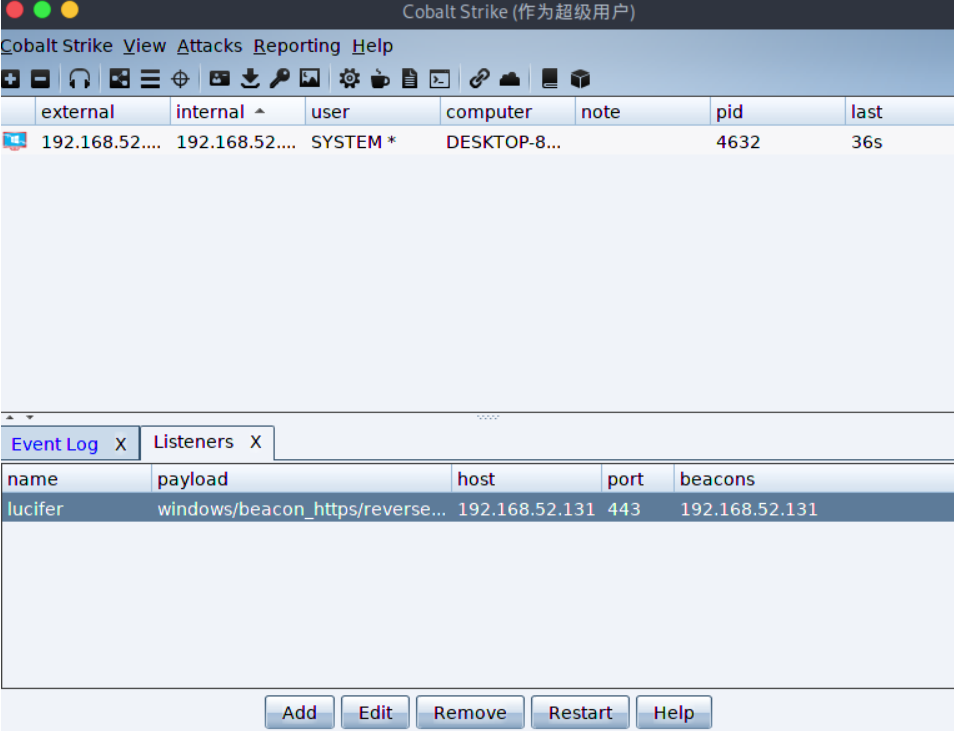 Cobalt Strike (作为超级用户)
Cobalt Strike View Attacks Reporting Help
external internal user computer note pid last
192.168.52.... 192.168.52.... SYSTEM * DESKTOP-8... 4632 36s
Event Log X Listeners X
name payload host port beacons
lucifer windows/beacon_https/reverse... 192.168.52.131 443 192.168.52.131
Add Edit Remove Restart Help